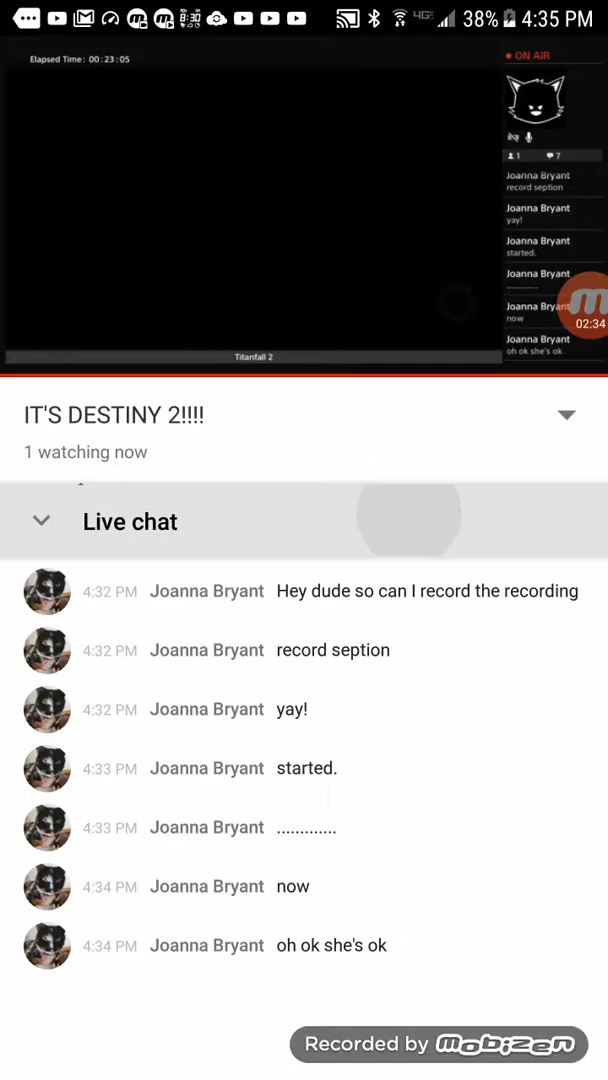 8:30
4G
38%
4:35 PM
Elapsed Time : 00:23:05
ON AIR
1
7
Joanna Bryant
record seption
Joanna Bryant
yay!
Joanna Bryant
started.
Joanna Bryant
.............
Joanna Bryant
now
Joanna Bryant
oh ok she's ok
02:34
Titanfall 2
IT'S DESTINY 2!!!!
1 watching now
Live chat
4:32 PM Joanna Bryant Hey dude so can I record the recording
4:32 PM Joanna Bryant record seption
4:32 PM Joanna Bryant yay!
4:33 PM Joanna Bryant started.
4:33 PM Joanna Bryant .............
4:34 PM Joanna Bryant now
4:34 PM Joanna Bryant oh ok she's ok
Recorded by mobizen